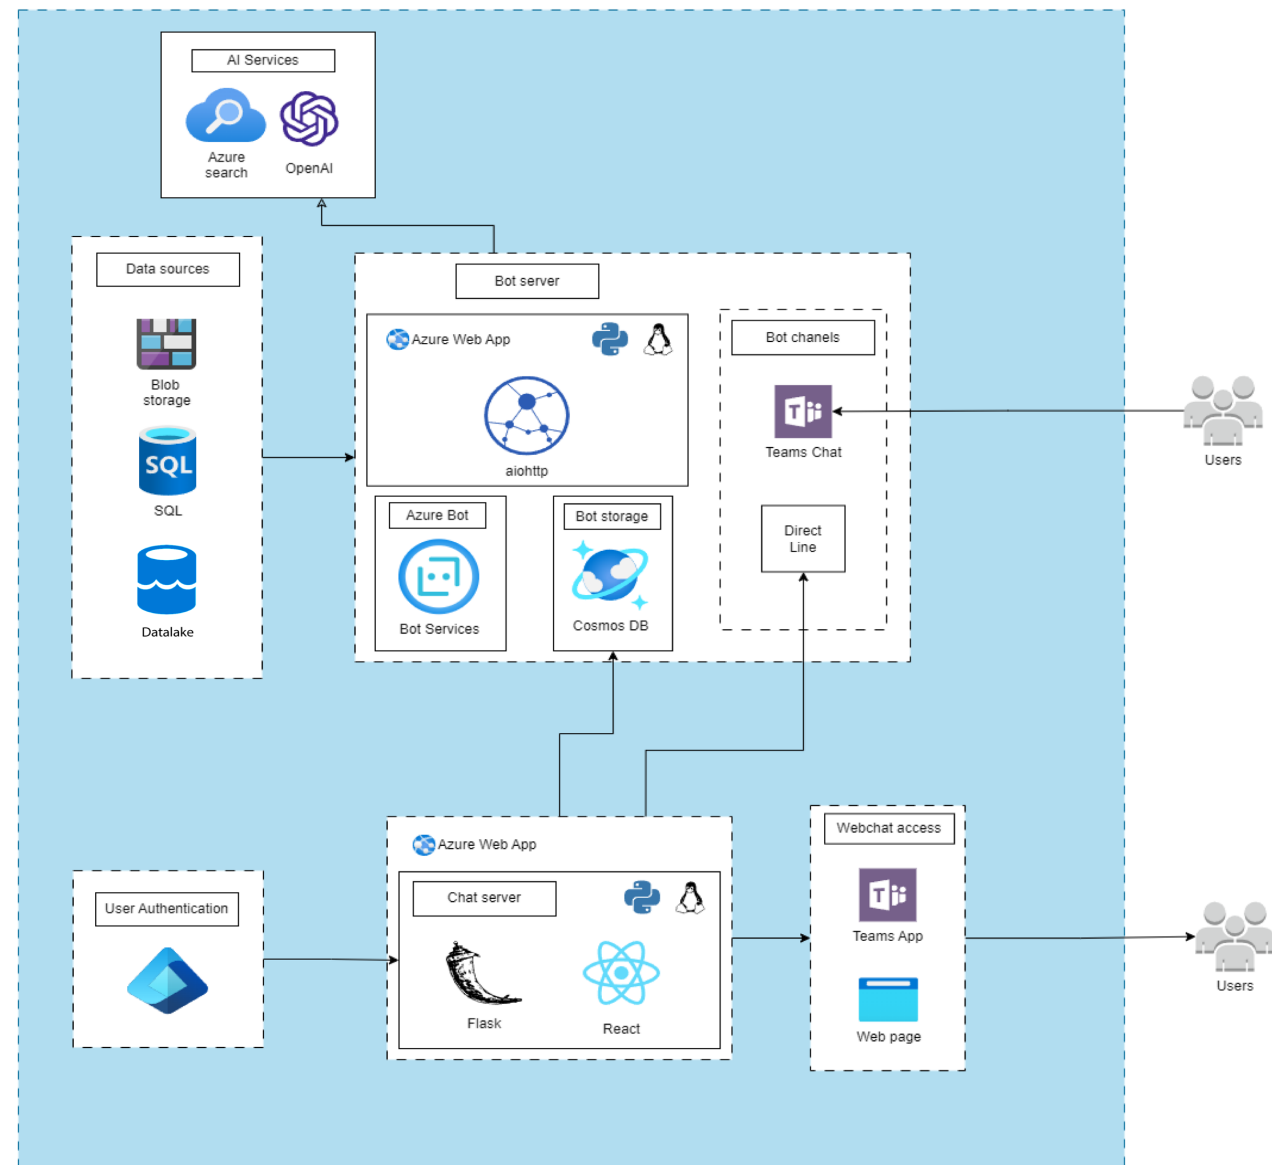 AI Services
Azure
search
OpenAI
Data sources
Blob
storage
SQL
SQL
Datalake
Bot server
Azure Web App
aiohttp
Azure Bot
Bot Services
Bot storage
Cosmos DB
Bot chanels
T
Teams Chat
Direct
Line
Users
User Authentication
Azure Web App
Chat server
Flask
React
Webchat access
T
Teams App
Web page
Users